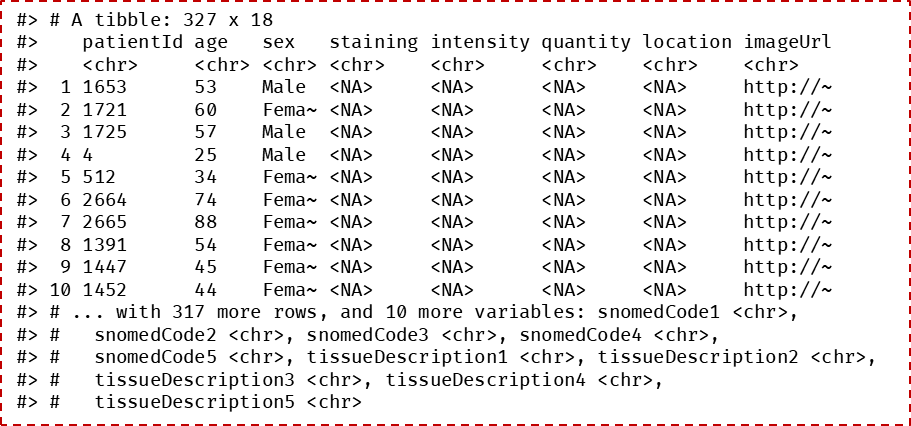 #> # A tibble: 327 x 18
#>    patientId age   sex   staining intensity quantity location imageUrl
#>    <chr>     <chr> <chr> <chr>    <chr>     <chr>    <chr>    <chr>
#>  1 1653      53    Male  <NA>     <NA>      <NA>     <NA>     http://~
#>  2 1721      60    Fema~ <NA>     <NA>      <NA>     <NA>     http://~
#>  3 1725      57    Male  <NA>     <NA>      <NA>     <NA>     http://~
#>  4 4         25    Male  <NA>     <NA>      <NA>     <NA>     http://~
#>  5 512       34    Fema~ <NA>     <NA>      <NA>     <NA>     http://~
#>  6 2664      74    Fema~ <NA>     <NA>      <NA>     <NA>     http://~
#>  7 2665      88    Fema~ <NA>     <NA>      <NA>     <NA>     http://~
#>  8 1391      54    Fema~ <NA>     <NA>      <NA>     <NA>     http://~
#>  9 1447      45    Fema~ <NA>     <NA>      <NA>     <NA>     http://~
#> 10 1452      44    Fema~ <NA>     <NA>      <NA>     <NA>     http://~
#> # ... with 317 more rows, and 10 more variables: snomedCode1 <chr>,
#> #   snomedCode2 <chr>, snomedCode3 <chr>, snomedCode4 <chr>,
#> #   snomedCode5 <chr>, tissueDescription1 <chr>, tissueDescription2 <chr>,
#> #   tissueDescription3 <chr>, tissueDescription4 <chr>,
#> #   tissueDescription5 <chr>